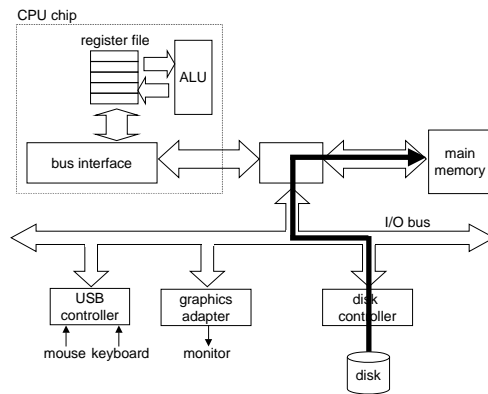 CPU chip
register file
ALU
bus interface
main
memory
I/O bus
USB
controller
graphics
adapter
disk
controller
mouse keyboard
monitor
disk